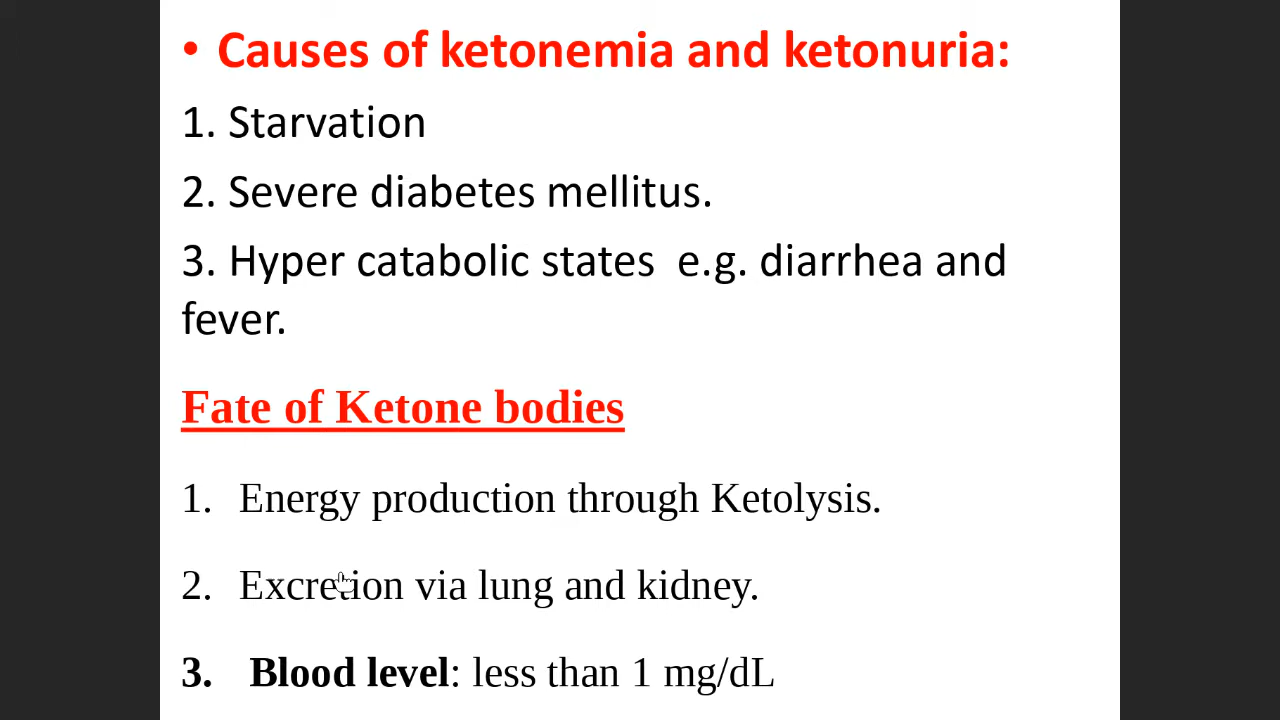 • Causes of ketonemia and ketonuria:
1. Starvation
2. Severe diabetes mellitus.
3. Hyper catabolic states  e.g. diarrhea and
fever.
Fate of Ketone bodies
1. Energy production through Ketolysis.
2. Excretion via lung and kidney.
3. Blood level: less than 1 mg/dL